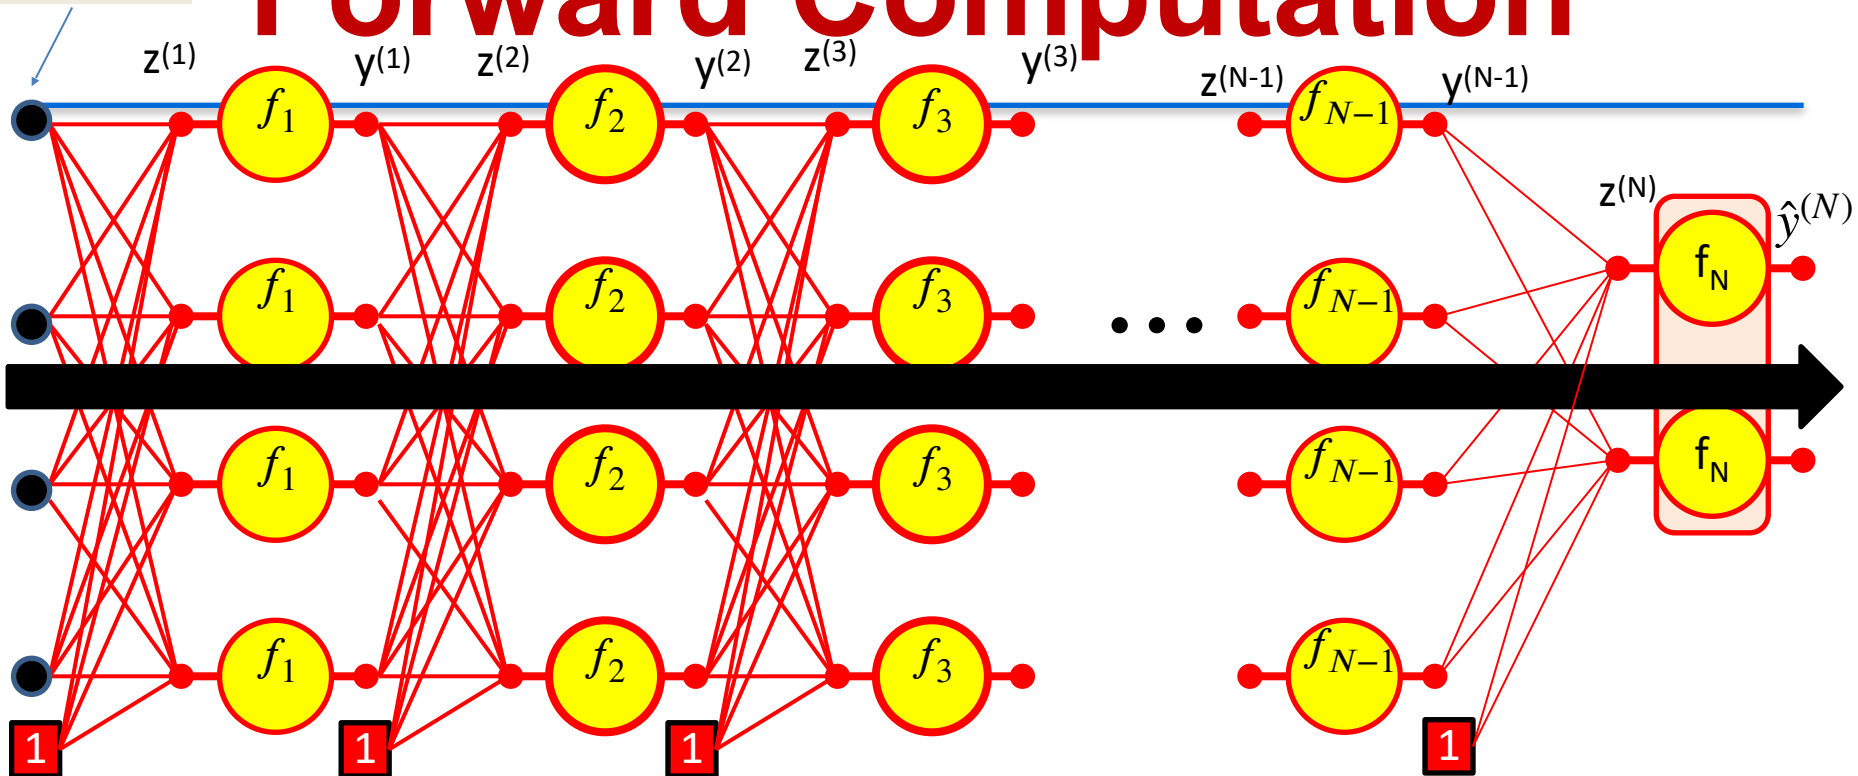 Forward Computation
z(1) y(1) z(2) y(2) z(3) y(3) z(N-1) y(N-1)
f1 f2 f3 fN−1
z(N) ŷ(N)
fN
f1 f2 f3 ... fN−1
f1 f2 f3 fN−1
fN
f1 f2 f3 fN−1
1 1 1 1